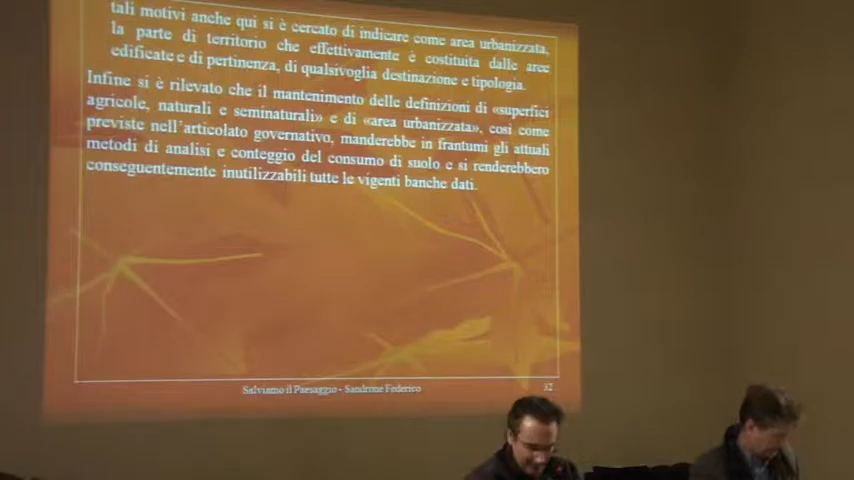 tali motivi anche qui si è cercato di indicare come area urbanizzata,
la parte di territorio che effettivamente è costituita dalle aree
edificate e di pertinenza, di qualsivoglia destinazione e tipologia.
Infine si è rilevato che il mantenimento delle definizioni di «superfici
agricole, naturali e seminaturali» e di «area urbanizzata», così come
previste nell'articolato governativo, manderebbe in frantumi gli attuali
metodi di analisi e conteggio del consumo di suolo e si renderebbero
conseguentemente inutilizzabili tutte le vigenti banche dati.
Salviamo il Paesaggio - Sandrone Federico
32